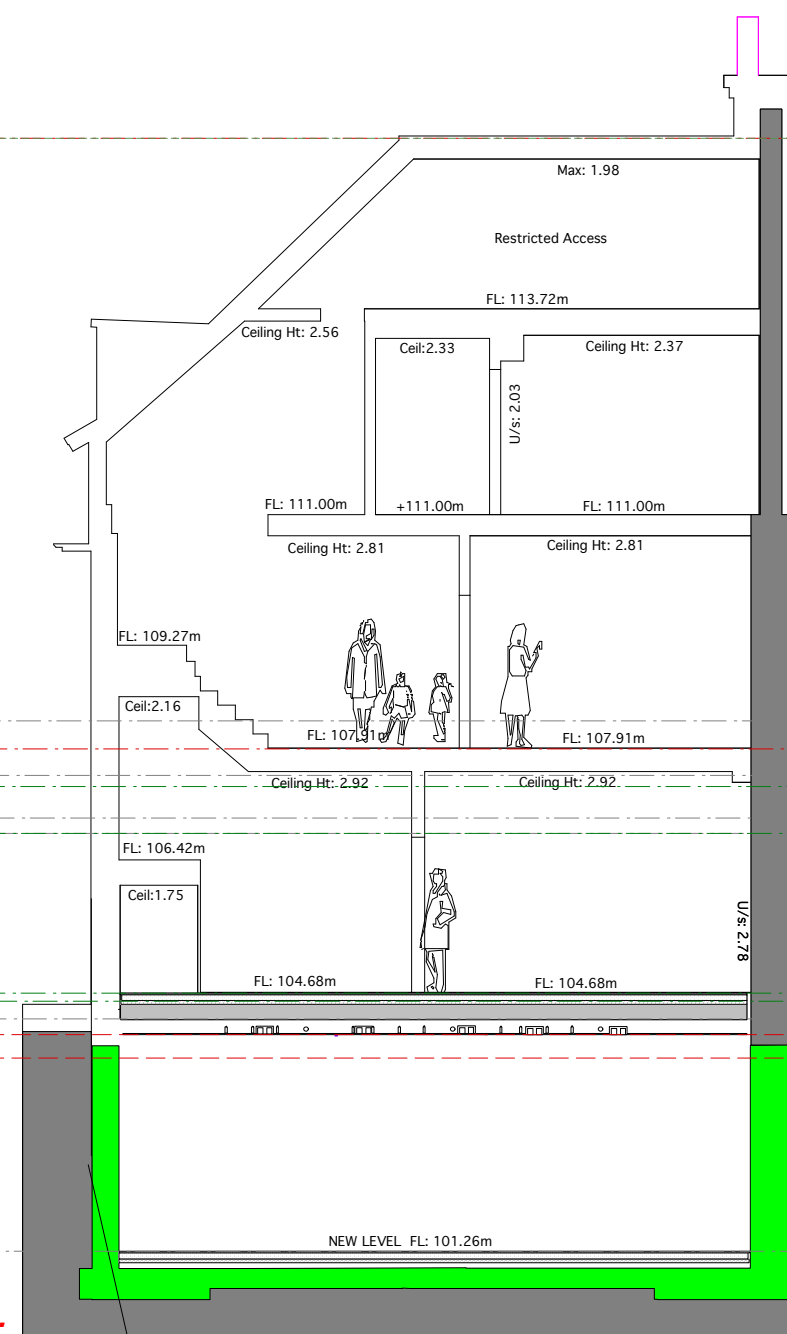 Max: 1.98
Restricted Access
FL: 113.72m
Ceiling Ht: 2.56
Ceil:2.33
Ceiling Ht: 2.37
U/s: 2.03
FL: 111.00m
+111.00m
FL: 111.00m
Ceiling Ht: 2.81
Ceiling Ht: 2.81
FL: 109.27m
Ceil:2.16
FL: 107.91m
FL: 107.91m
Ceiling Ht: 2.92
Ceiling Ht: 2.92
FL: 106.42m
Ceil:1.75
U/s: 2.78
FL: 104.68m
FL: 104.68m
NEW LEVEL FL: 101.26m